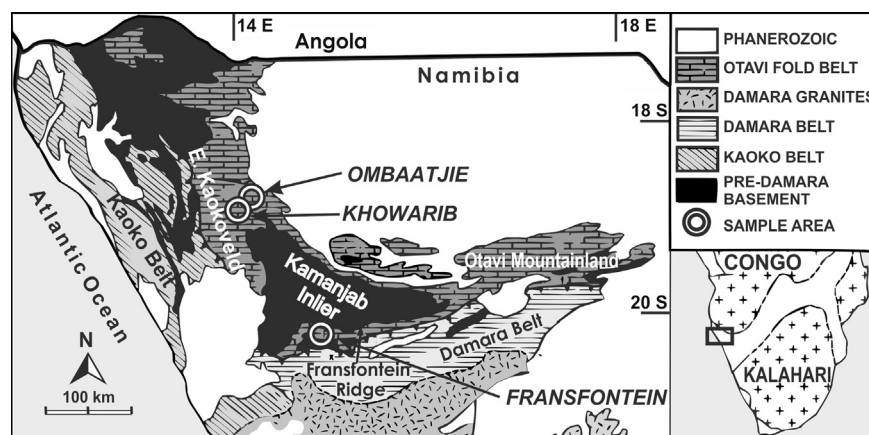 14 E
18 E
Angola
Namibia
18 S
OMBAATJIE
KHOWARIB
E. Kaokoveld
Kaoko Belt
Atlantic Ocean
Otavi Mountainland
Kamanjab
Inlier
20 S
Damara Belt
N
100 km
Fransfontein
Ridge
FRANSFONTEIN
PHANEROZOIC
OTAVI FOLD BELT
DAMARA GRANITES
DAMARA BELT
KAOKO BELT
PRE-DAMARA
BASEMENT
SAMPLE AREA
CONGO
KALAHARI